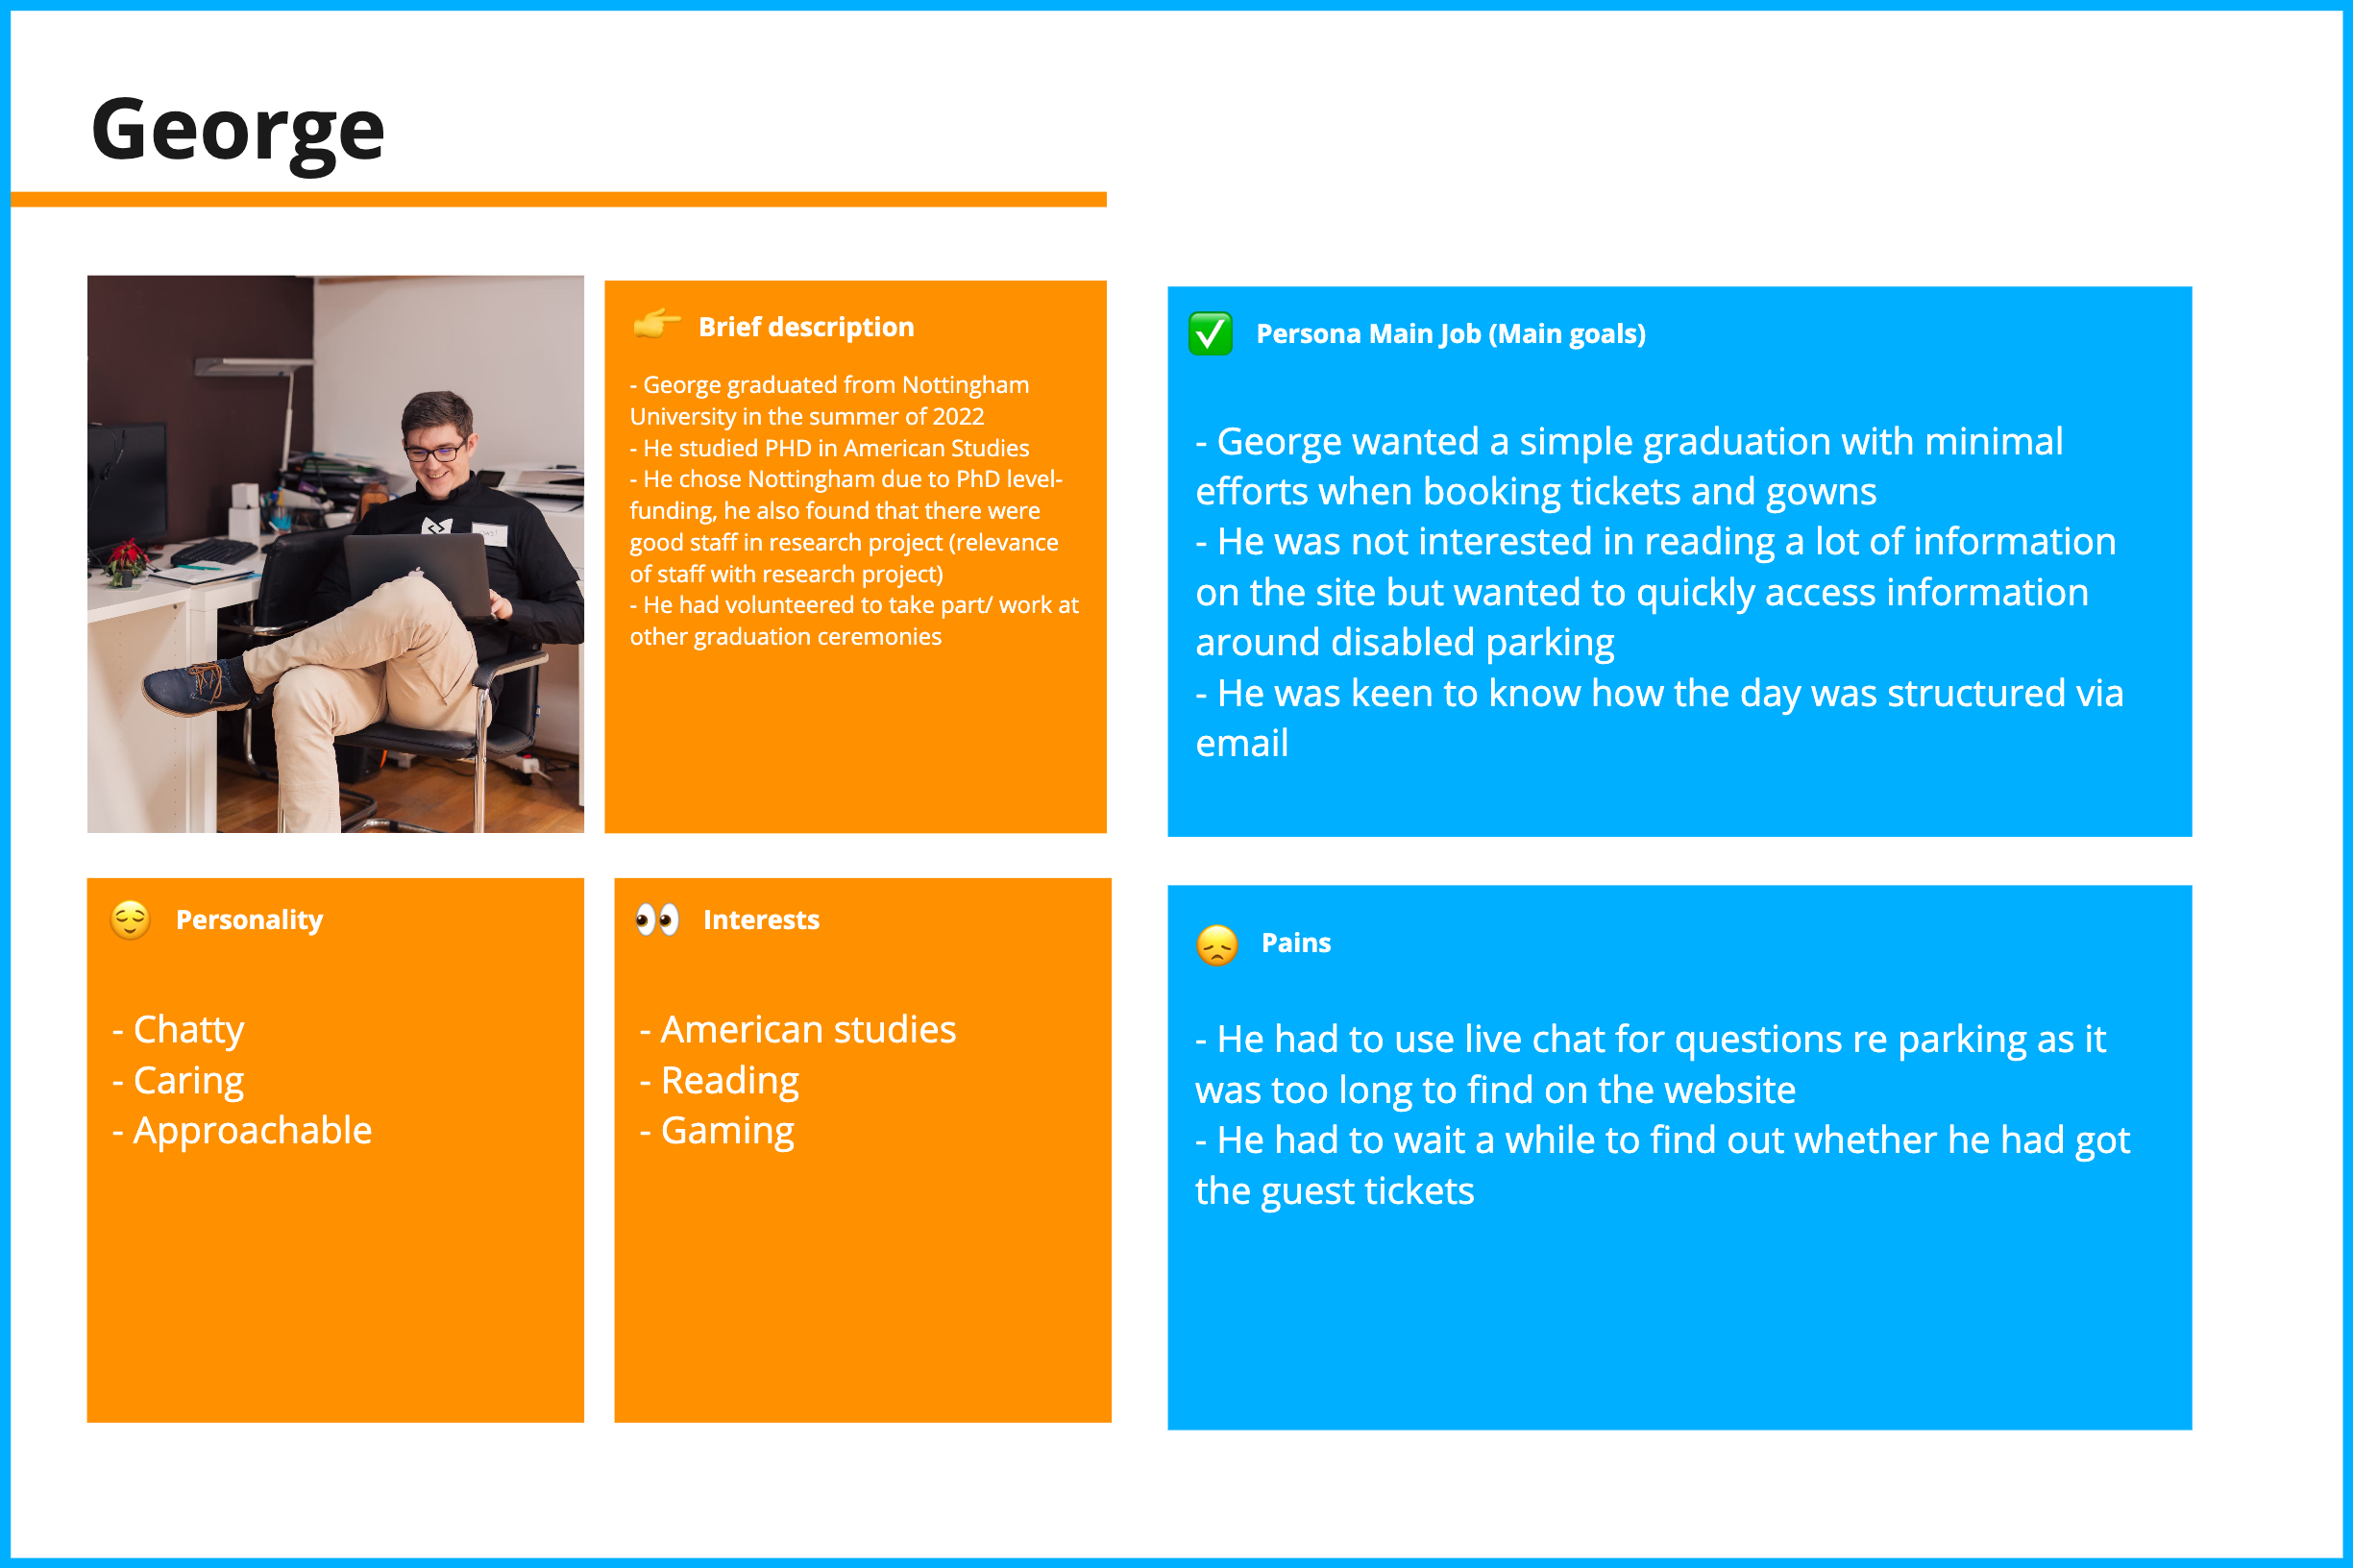 George
Brief description
- George graduated from Nottingham
University in the summer of 2022
- He studied PHD in American Studies
- He chose Nottingham due to PhD level-
funding, he also found that there were
good staff in research project (relevance
of staff with research project)
- He had volunteered to take part/ work at
other graduation ceremonies
Persona Main Job (Main goals)
- George wanted a simple graduation with minimal
efforts when booking tickets and gowns
- He was not interested in reading a lot of information
on the site but wanted to quickly access information
around disabled parking
- He was keen to know how the day was structured via
email
Personality
- Chatty
- Caring
- Approachable
Interests
- American studies
- Reading
- Gaming
Pains
- He had to use live chat for questions re parking as it
was too long to find on the website
- He had to wait a while to find out whether he had got
the guest tickets